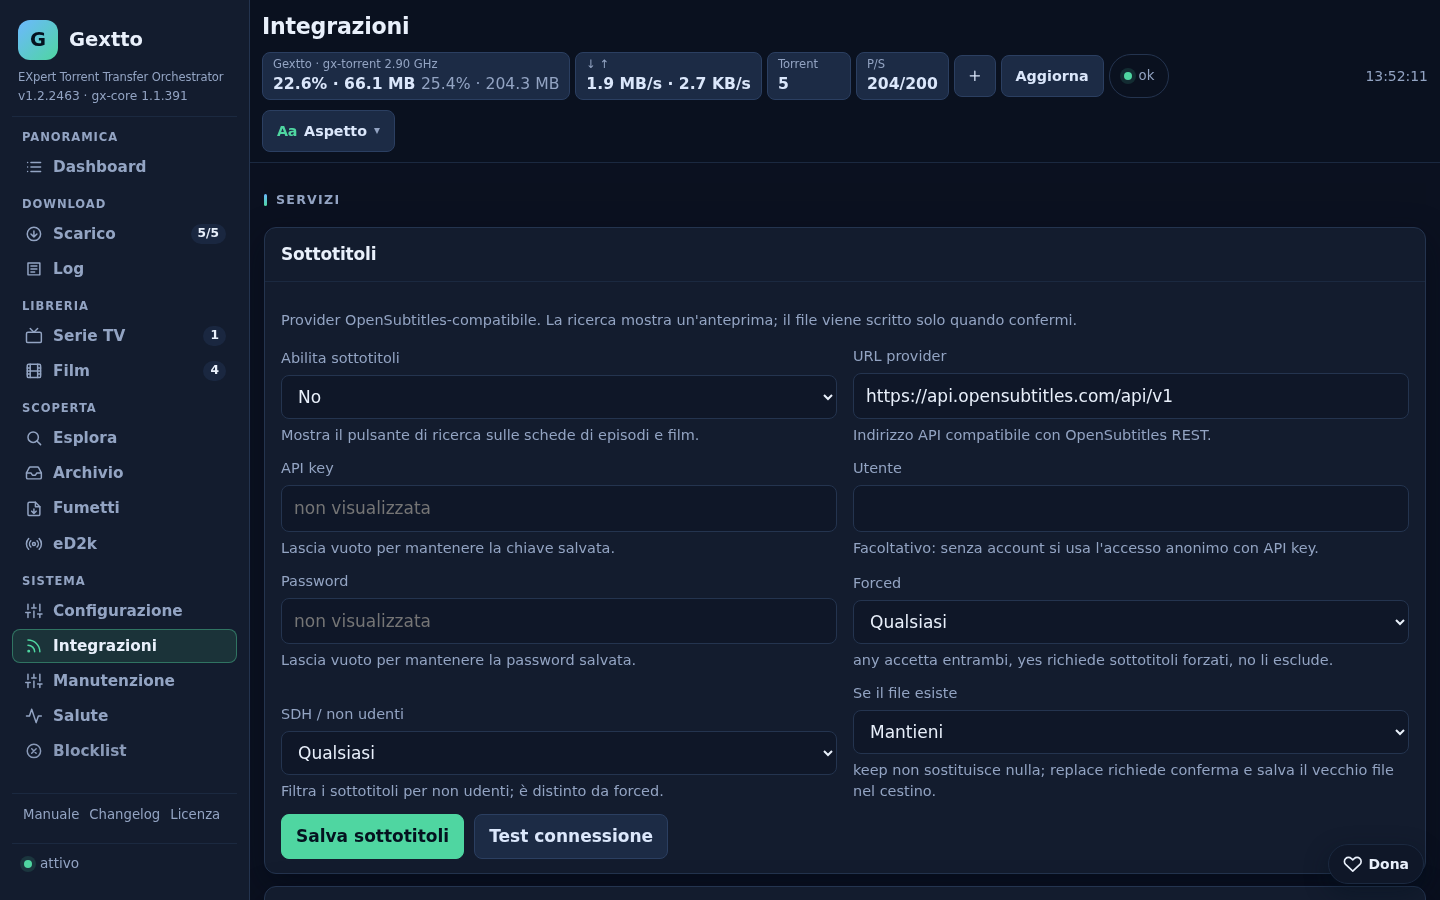 G Gextto
EXpert Torrent Transfer Orchestrator
v1.2.2463 · gx-core 1.1.391
PANORAMICA
Dashboard
DOWNLOAD
Scarico 5/5
Log
LIBRERIA
Serie TV 1
Film 4
SCOPERTA
Esplora
Archivio
Fumetti
eD2k
SISTEMA
Configurazione
Integrazioni
Manutenzione
Salute
Blocklist
Manuale Changelog Licenza
attivo
Integrazioni
Gextto · gx-torrent 2.90 GHz
22.6% · 66.1 MB 25.4% · 204.3 MB
↓ ↑
1.9 MB/s · 2.7 KB/s
Torrent
5
P/S
204/200
+
Aggiorna
ok
13:52:11
Aa Aspetto ▾
SERVIZI
Sottotitoli
Provider OpenSubtitles-compatibile. La ricerca mostra un'anteprima; il file viene scritto solo quando confermi.
Abilita sottotitoli
No
Mostra il pulsante di ricerca sulle schede di episodi e film.
URL provider
https://api.opensubtitles.com/api/v1
Indirizzo API compatibile con OpenSubtitles REST.
API key
non visualizzata
Lascia vuoto per mantenere la chiave salvata.
Utente
Facoltativo: senza account si usa l'accesso anonimo con API key.
Password
non visualizzata
Lascia vuoto per mantenere la password salvata.
Forced
Qualsiasi
any accetta entrambi, yes richiede sottotitoli forzati, no li esclude.
SDH / non udenti
Qualsiasi
Filtra i sottotitoli per non udenti; è distinto da forced.
Se il file esiste
Mantieni
keep non sostituisce nulla; replace richiede conferma e salva il vecchio file
nel cestino.
Salva sottotitoli
Test connessione
Dona